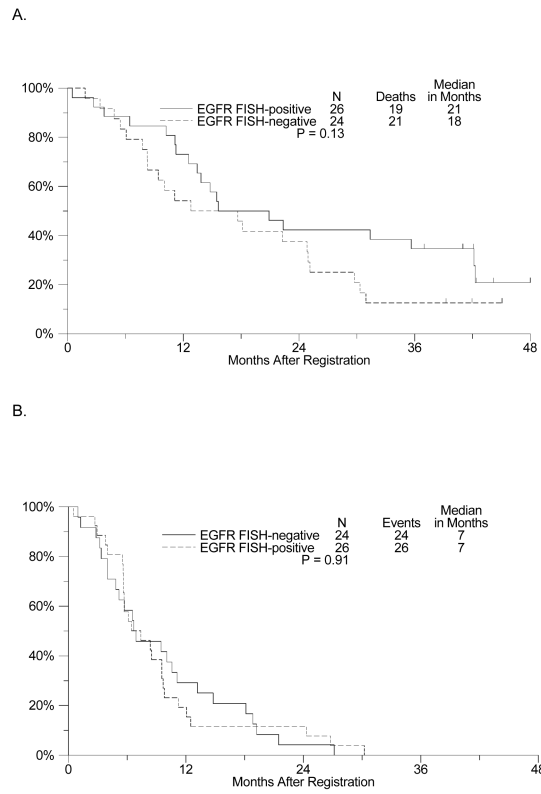 A.
Median
N Deaths in Months
EGFR FISH-positive 26 19 21
EGFR FISH-negative 24 21 18
P = 0.13
100%
80%
60%
40%
20%
0%
0 12 24 36 48
Months After Registration
B.
Median
N Events in Months
EGFR FISH-negative 24 24 7
EGFR FISH-positive 26 26 7
P = 0.91
100%
80%
60%
40%
20%
0%
0 12 24 36 48
Months After Registration